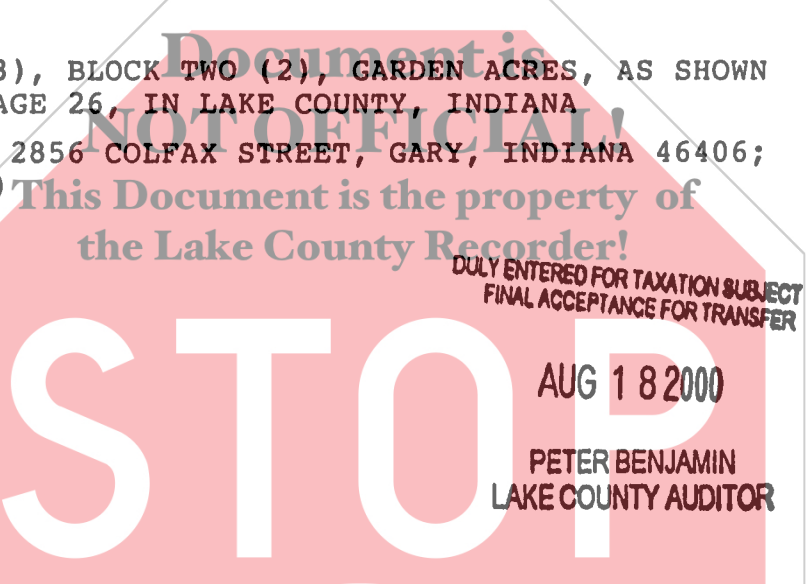 Document is
3), BLOCK TWO (2), GARDEN ACRES, AS SHOWN
AGE 26, IN LAKE COUNTY, INDIANA
NOT OFFICIAL!
2856 COLFAX STREET, GARY, INDIANA 46406;
)
This Document is the property of
the Lake County Recorder!
DULY ENTERED FOR TAXATION SUBJECT
FINAL ACCEPTANCE FOR TRANSFER
STOP
AUG 18 2000
PETER BENJAMIN
LAKE COUNTY AUDITOR